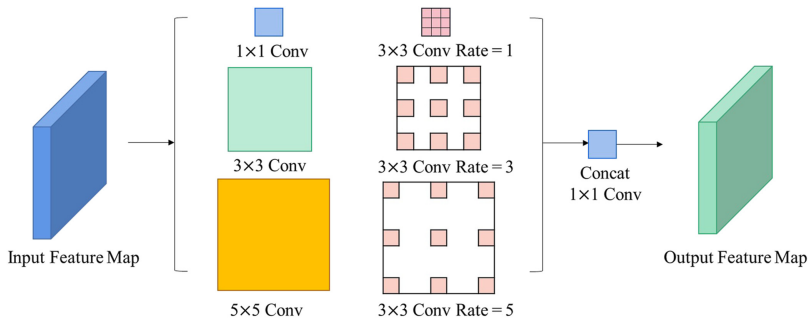 1×1 Conv
3×3 Conv Rate = 1
3×3 Conv
3×3 Conv Rate = 3
Concat
1×1 Conv
Input Feature Map
Output Feature Map
5×5 Conv
3×3 Conv Rate = 5